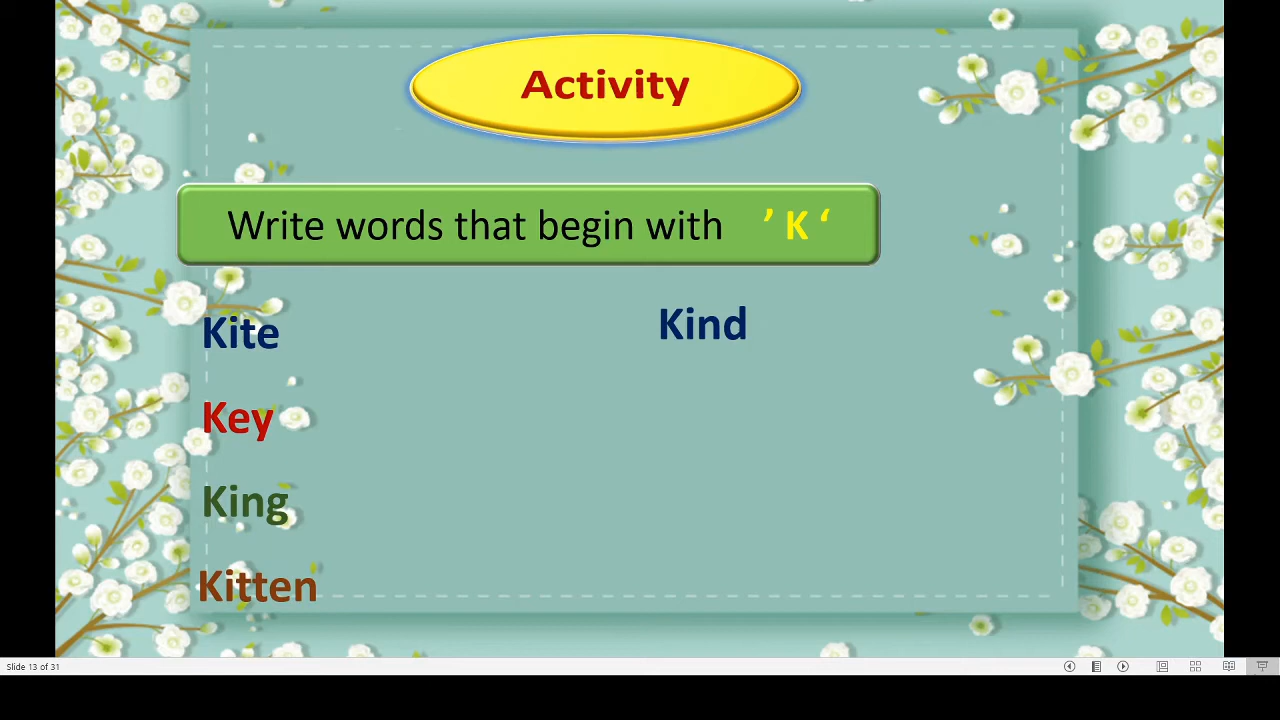 Activity
Write words that begin with ’ K ‘
Kite
Kind
Key
King
Kitten
Slide 13 of 31